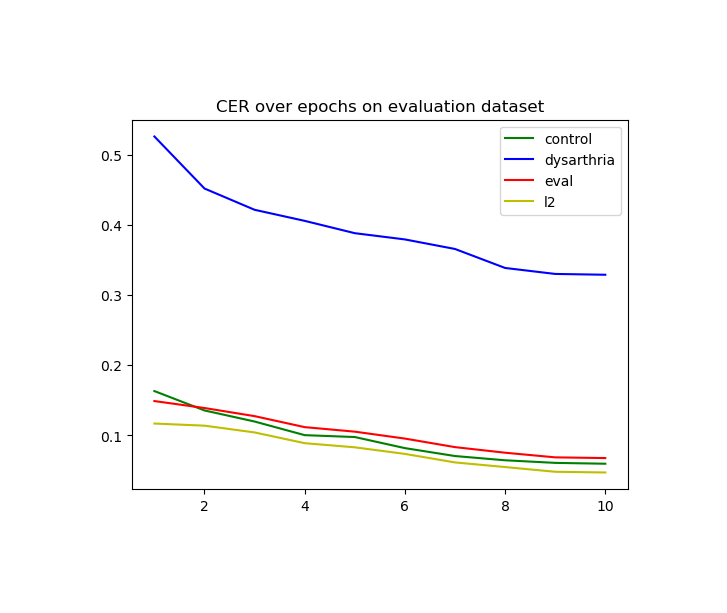 CER over epochs on evaluation dataset
control
dysarthria
eval
l2
0.5
0.4
0.3
0.2
0.1
2 4 6 8 10